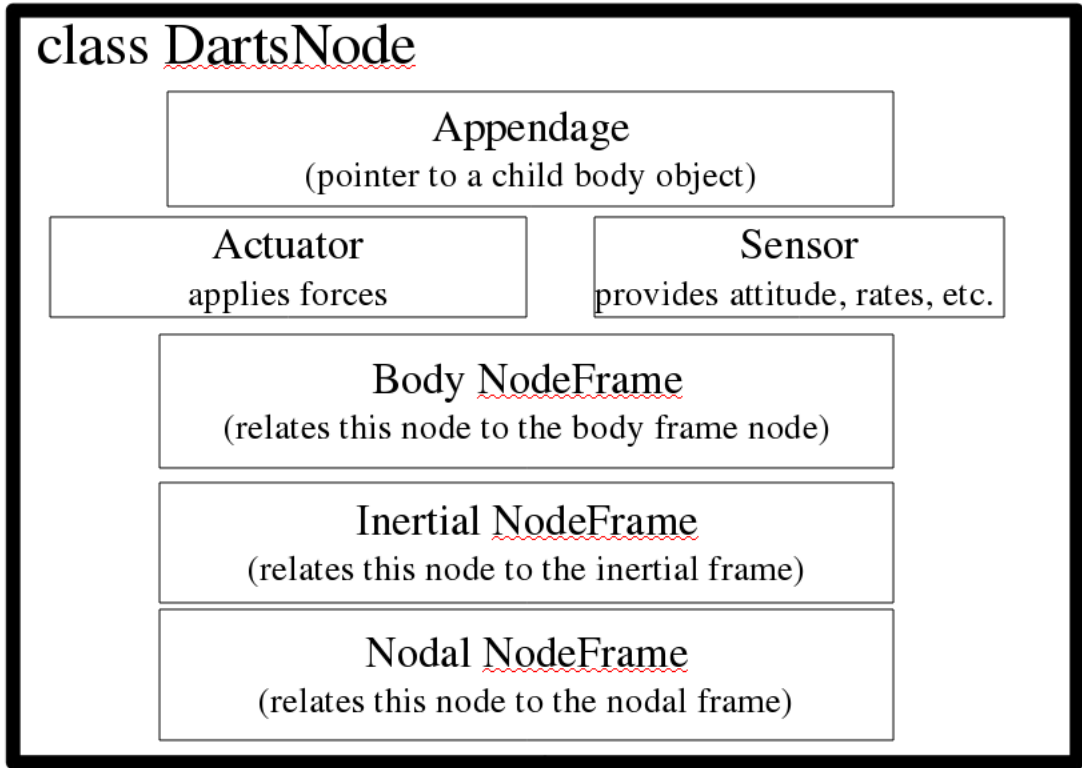 class DartsNode
Appendage
(pointer to a child body object)
Actuator
applies forces
Sensor
provides attitude, rates, etc.
Body NodeFrame
(relates this node to the body frame node)
Inertial NodeFrame
(relates this node to the inertial frame)
Nodal NodeFrame
(relates this node to the nodal frame)